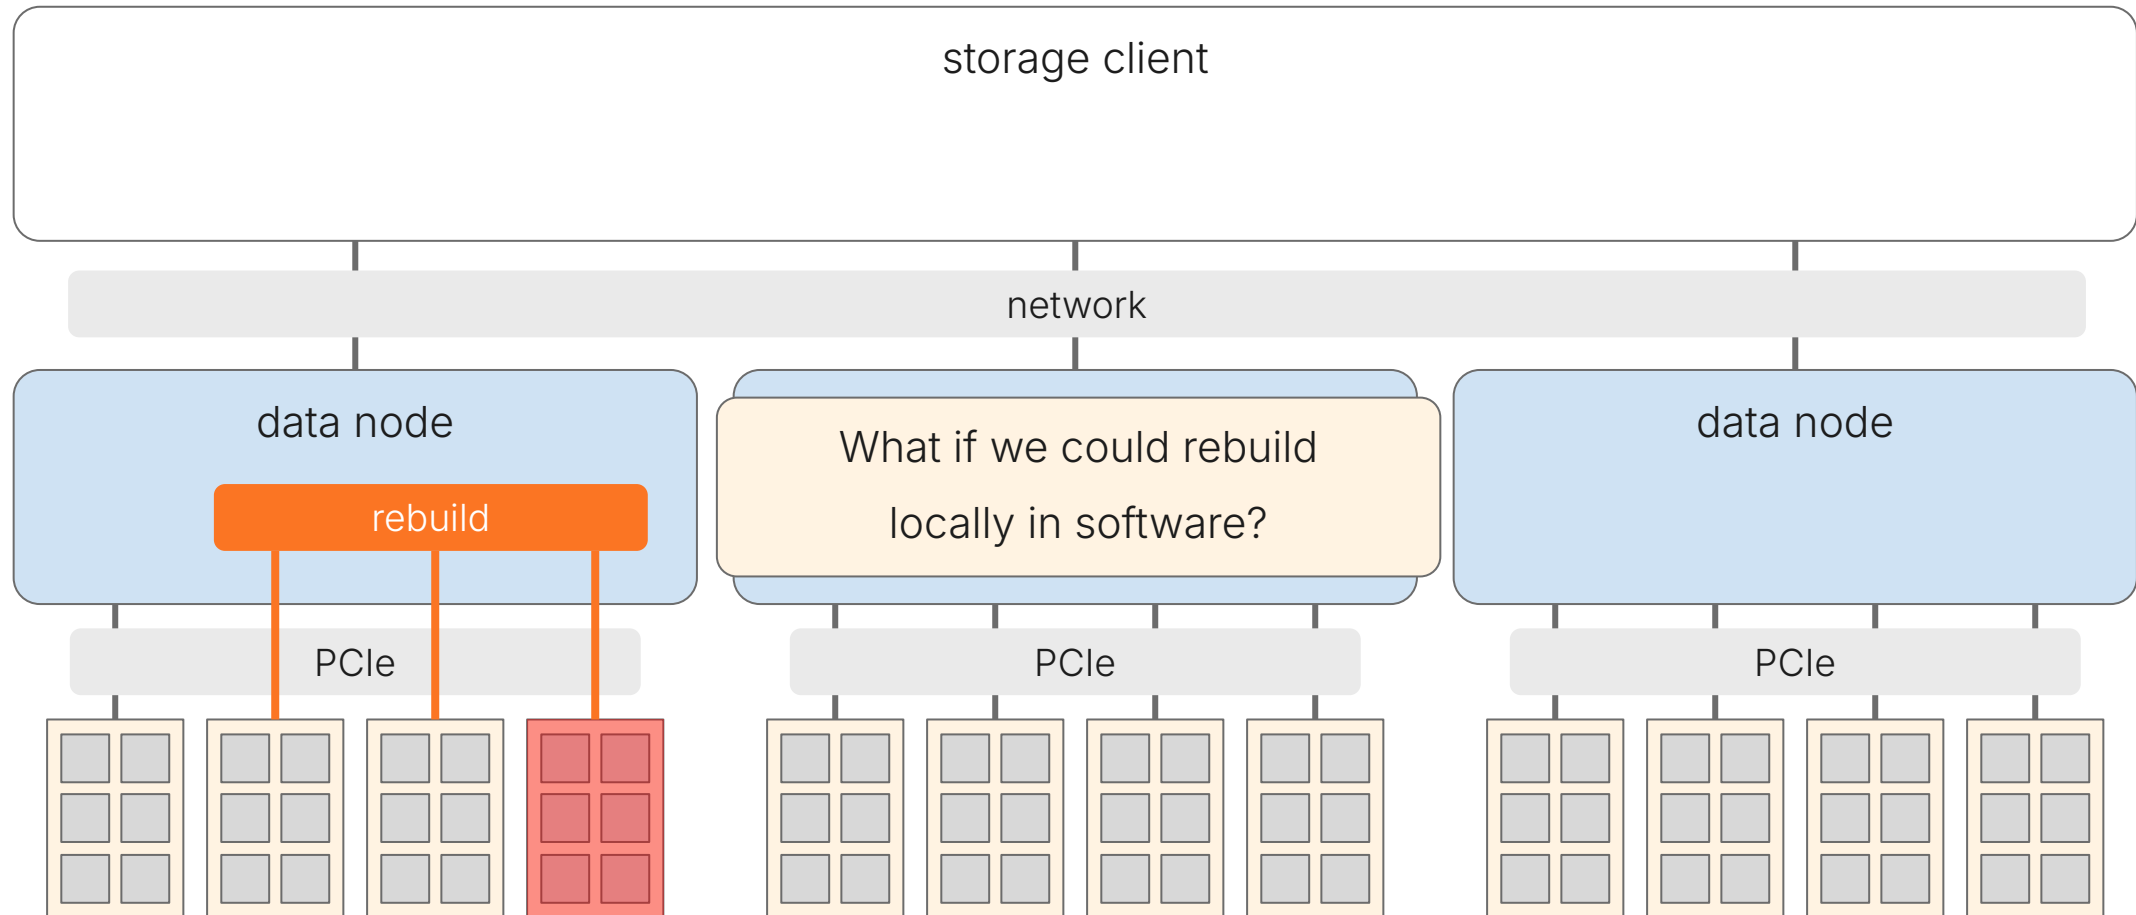 storage client
network
data node
What if we could rebuild
locally in software?
data node
rebuild
PCIe
PCIe
PCIe